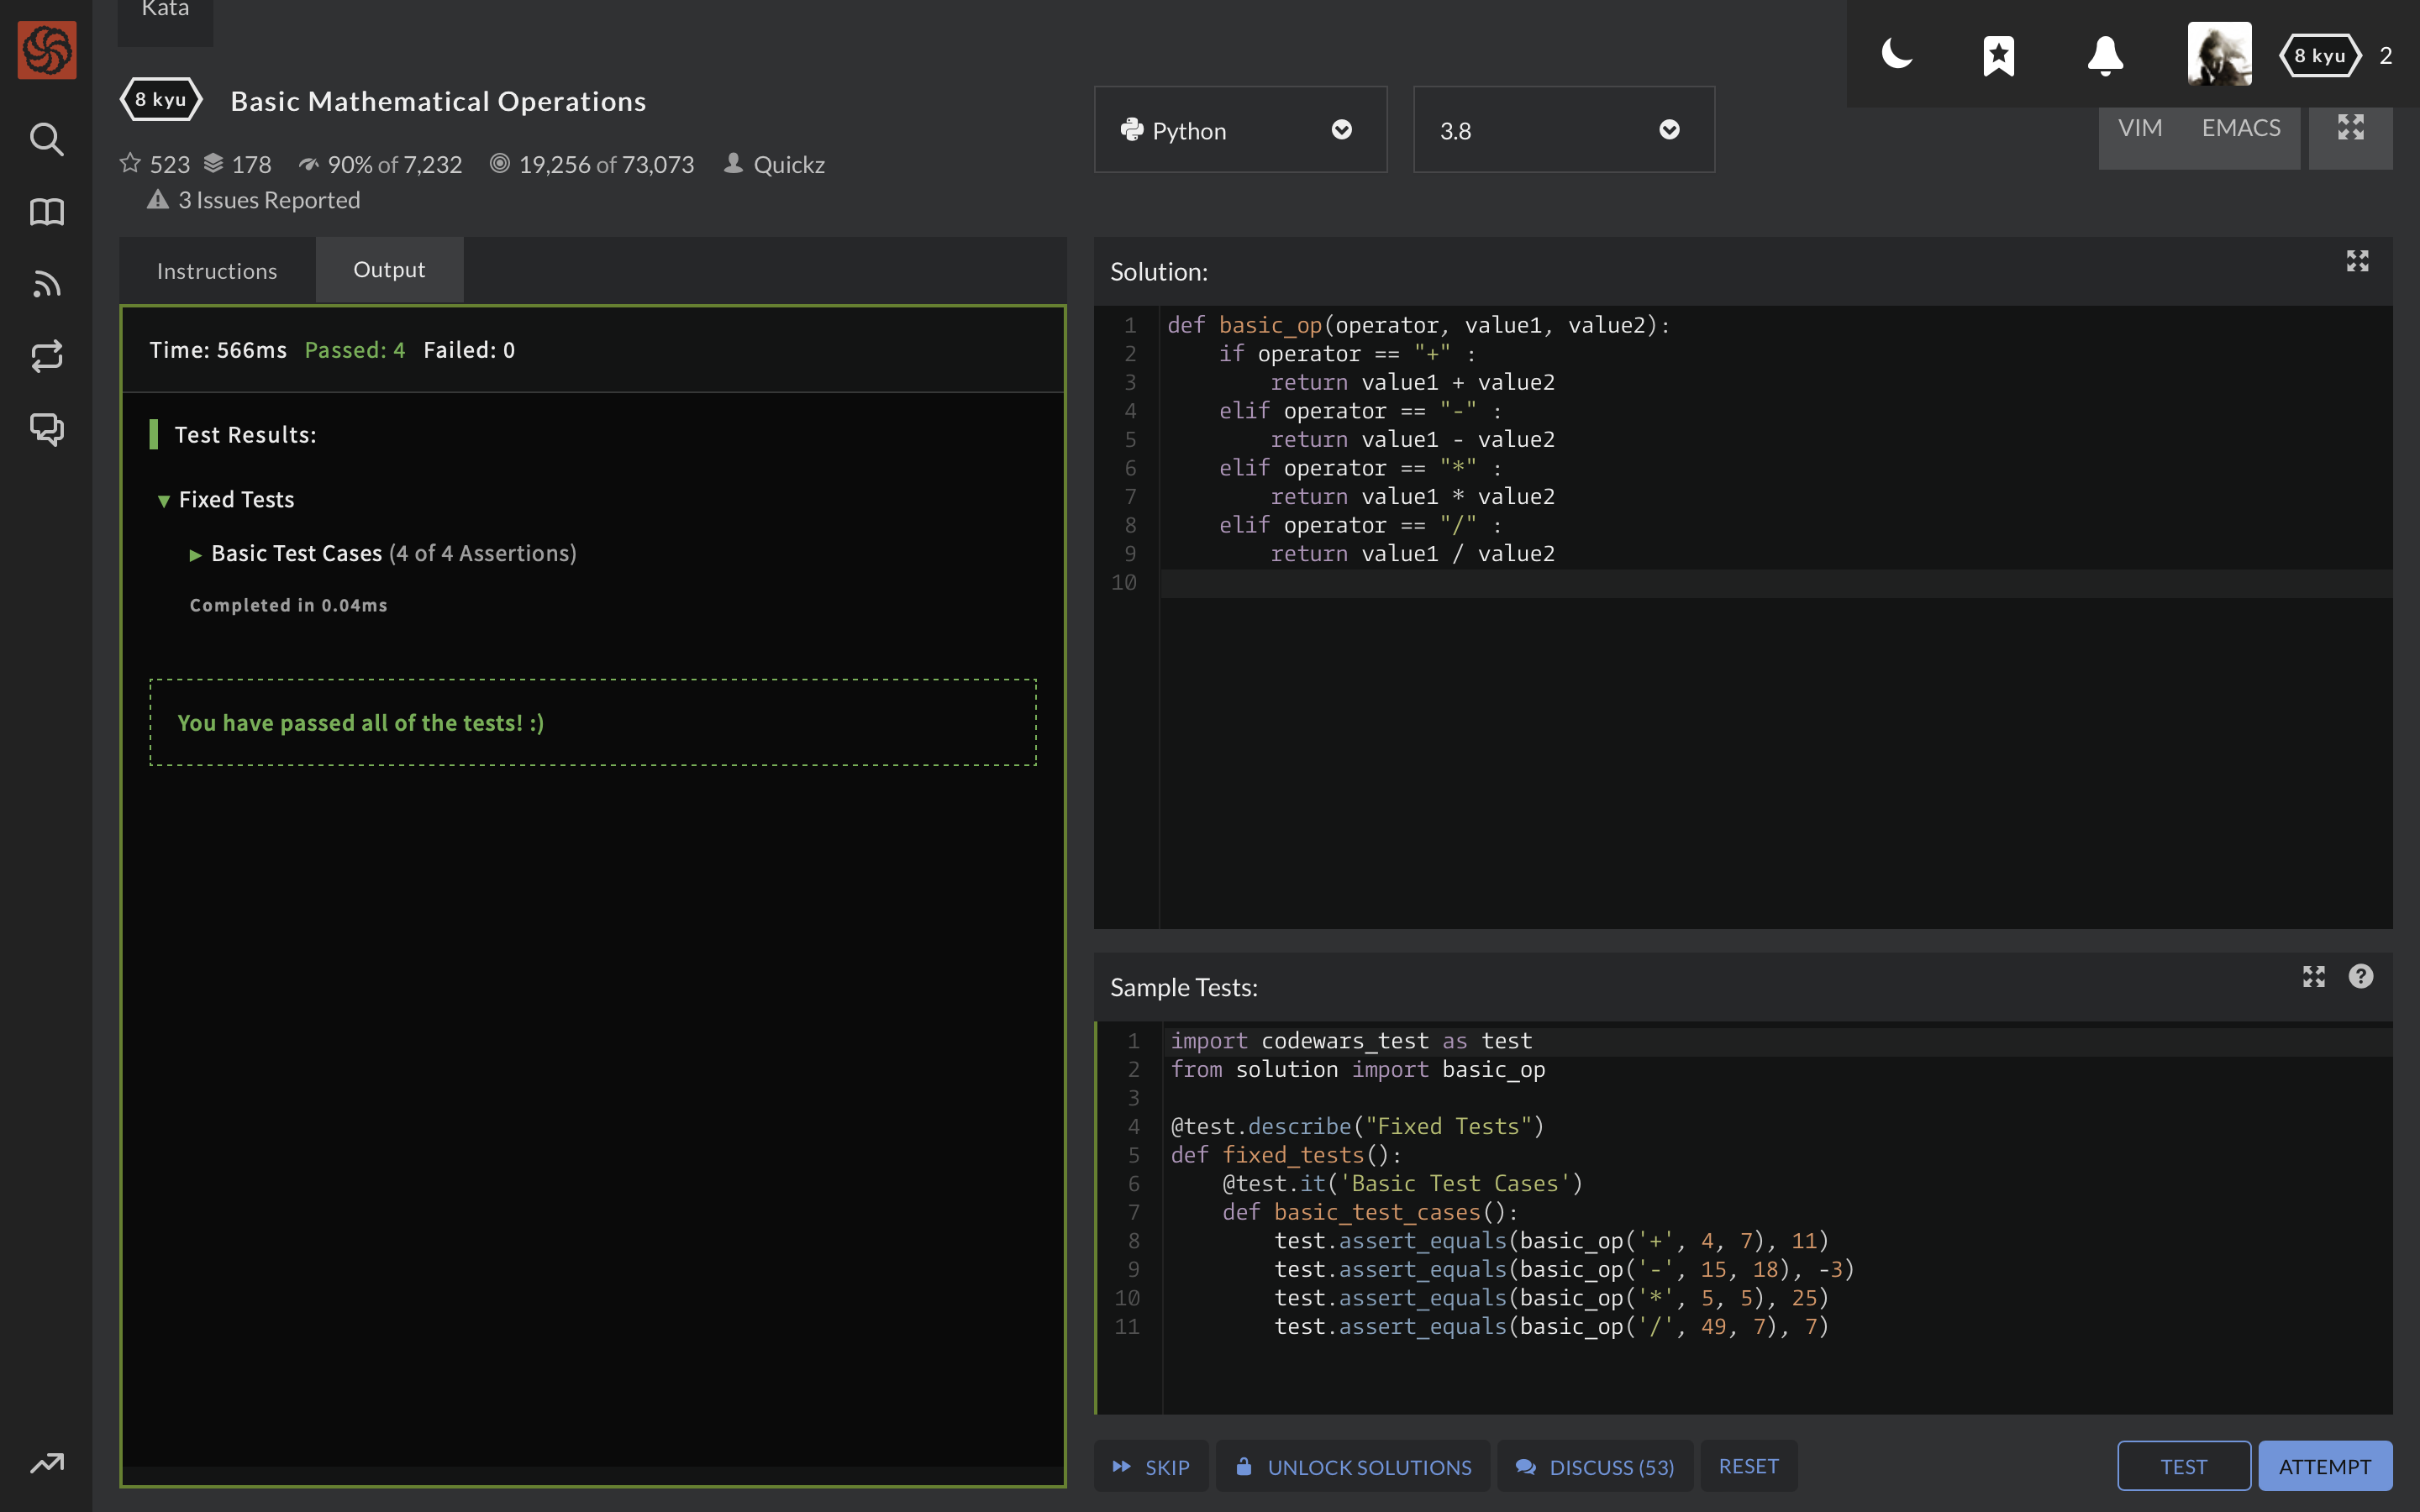 Kata
8 kyu 2
8 kyu Basic Mathematical Operations
523 178 90% of 7,232 19,256 of 73,073 Quickz
3 Issues Reported
Python
3.8
VIM EMACS
Instructions Output
Time: 566ms Passed: 4 Failed: 0
Test Results:
▼ Fixed Tests
▶ Basic Test Cases (4 of 4 Assertions)
Completed in 0.04ms
You have passed all of the tests! :)
Solution:
1 def basic_op(operator, value1, value2):
2     if operator == "+" :
3         return value1 + value2
4     elif operator == "-" :
5         return value1 - value2
6     elif operator == "*" :
7         return value1 * value2
8     elif operator == "/" :
9         return value1 / value2
10
Sample Tests:
1 import codewars_test as test
2 from solution import basic_op
3
4 @test.describe("Fixed Tests")
5 def fixed_tests():
6     @test.it('Basic Test Cases')
7     def basic_test_cases():
8         test.assert_equals(basic_op('+', 4, 7), 11)
9         test.assert_equals(basic_op('-', 15, 18), -3)
10         test.assert_equals(basic_op('*', 5, 5), 25)
11         test.assert_equals(basic_op('/', 49, 7), 7)
SKIP UNLOCK SOLUTIONS DISCUSS (53) RESET TEST ATTEMPT